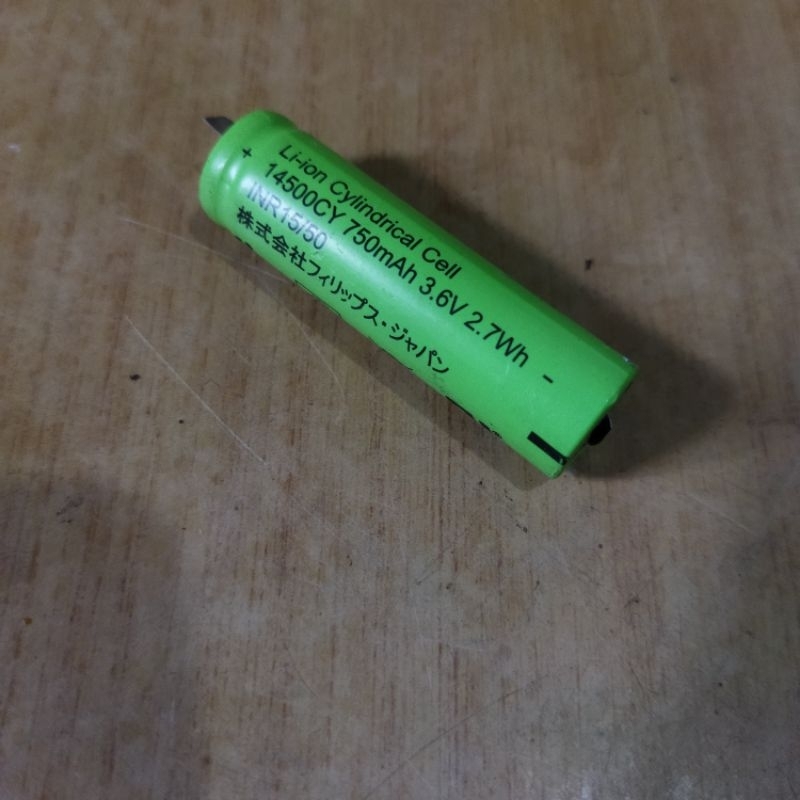 Li-ion Cylindrical Cell
+ 14500CY 750mAh 3.6V 2.7Wh -
INR15/50
株式会社フィリップス・ジャパン